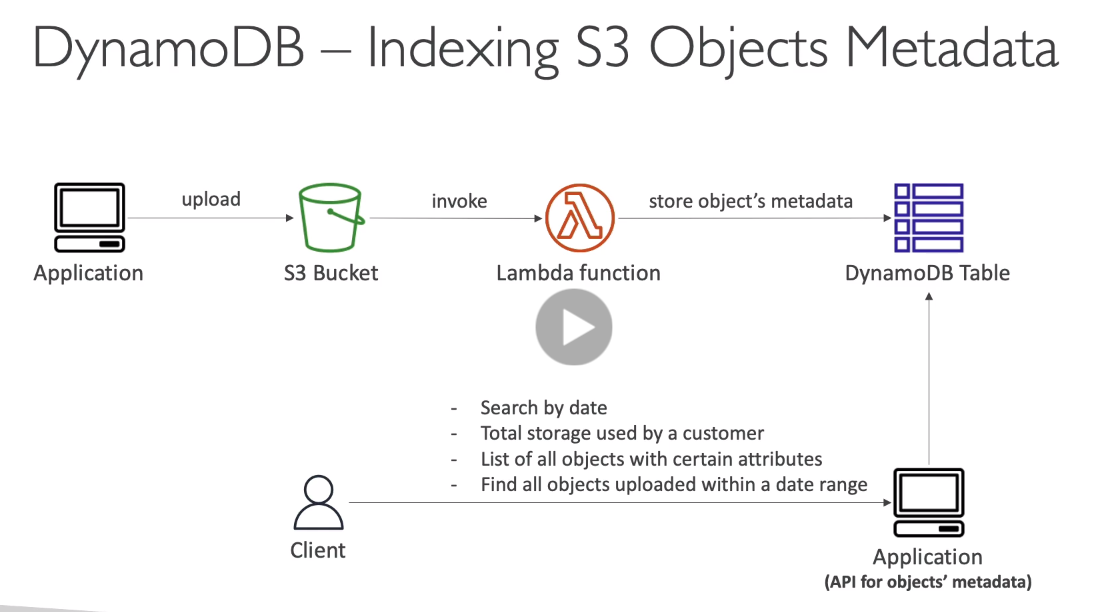 DynamoDB – Indexing S3 Objects Metadata
upload
invoke
store object's metadata
Application
S3 Bucket
Lambda function
DynamoDB Table
- Search by date
- Total storage used by a customer
- List of all objects with certain attributes
- Find all objects uploaded within a date range
Client
Application
(API for objects' metadata)